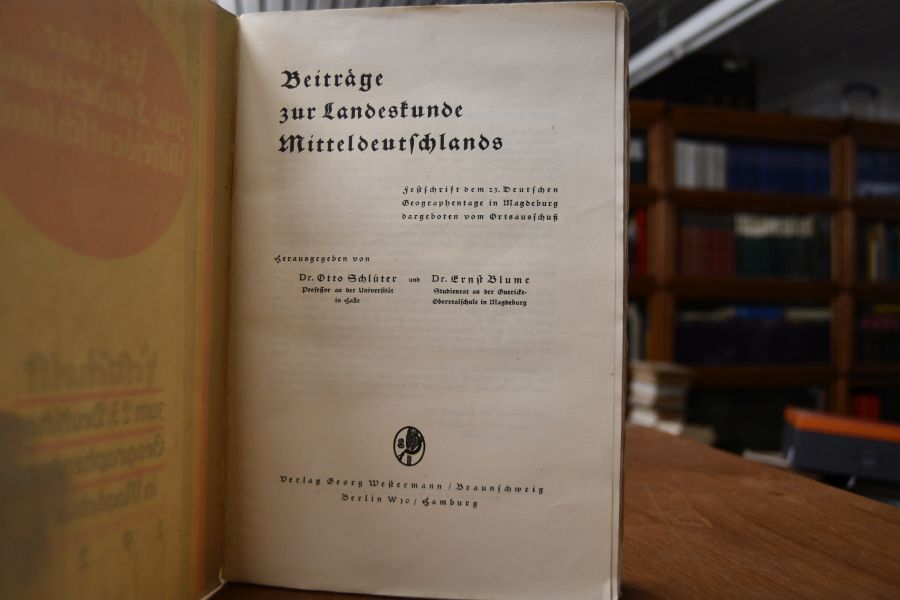 Beiträge
zur Landeskunde
Mitteldeutschlands
Festschrift dem 23. Deutschen
Geographentage in Magdeburg
dargeboten vom Ortsausschuß
Herausgegeben von
Dr. Otto Schlüter und Dr. Ernst Blume
Professor an der Universität
in Halle
Studienrat an der Guericke-
Oberrealschule in Magdeburg
Verlag Georg Westermann / Braunschweig
Berlin W 10 / Hamburg